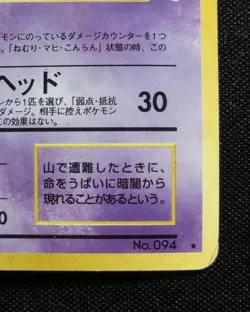 モンにのっているダメージカウンターを1つ
。「ねむり・マヒ・こんらん」状態の時、この
ヘッド
ンから1匹を選び、「弱点・抵抗
ダメージ。相手に控えポケモン
この効果はなし。
30
山で遭難したときに、
命をうばいに暗闇から
現れることがあるという。
No. 094 ★